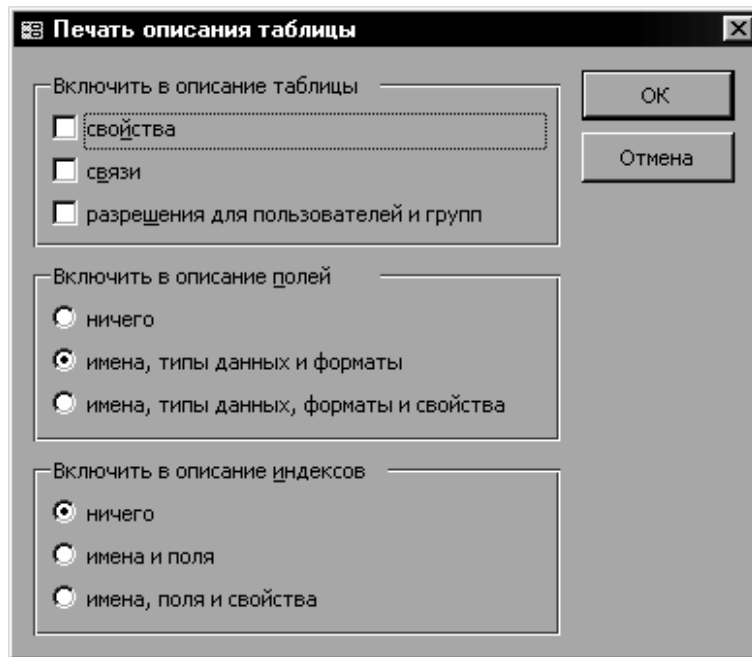 Печать описания таблицы
Включить в описание таблицы
свойства
связи
разрешения для пользователей и групп
ОК
Отмена
Включить в описание полей
ничего
имена, типы данных и форматы
имена, типы данных, форматы и свойства
Включить в описание индексов
ничего
имена и поля
имена, поля и свойства